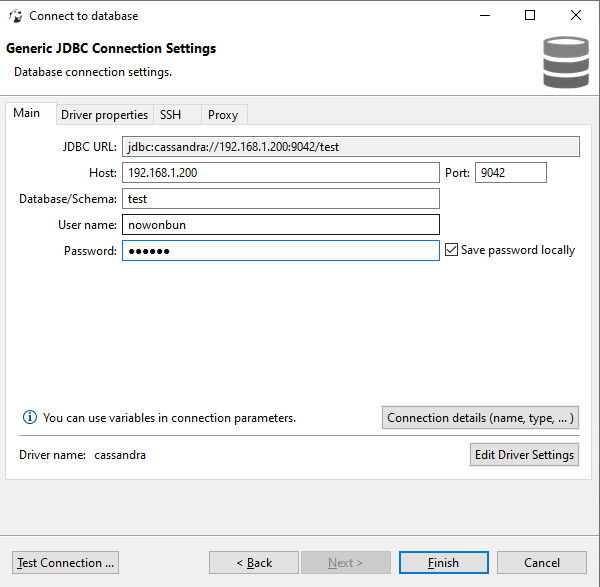 Connect to database
Generic JDBC Connection Settings
Database connection settings.
Main Driver properties SSH Proxy
JDBC URL: jdbc:cassandra://192.168.1.200:9042/test
Host: 192.168.1.200 Port: 9042
Database/Schema: test
User name: nowonbun
Password: ●●●●●●
Save password locally
You can use variables in connection parameters. Connection details (name, type, ... )
Driver name: cassandra Edit Driver Settings
Test Connection ... < Back Next > Finish Cancel